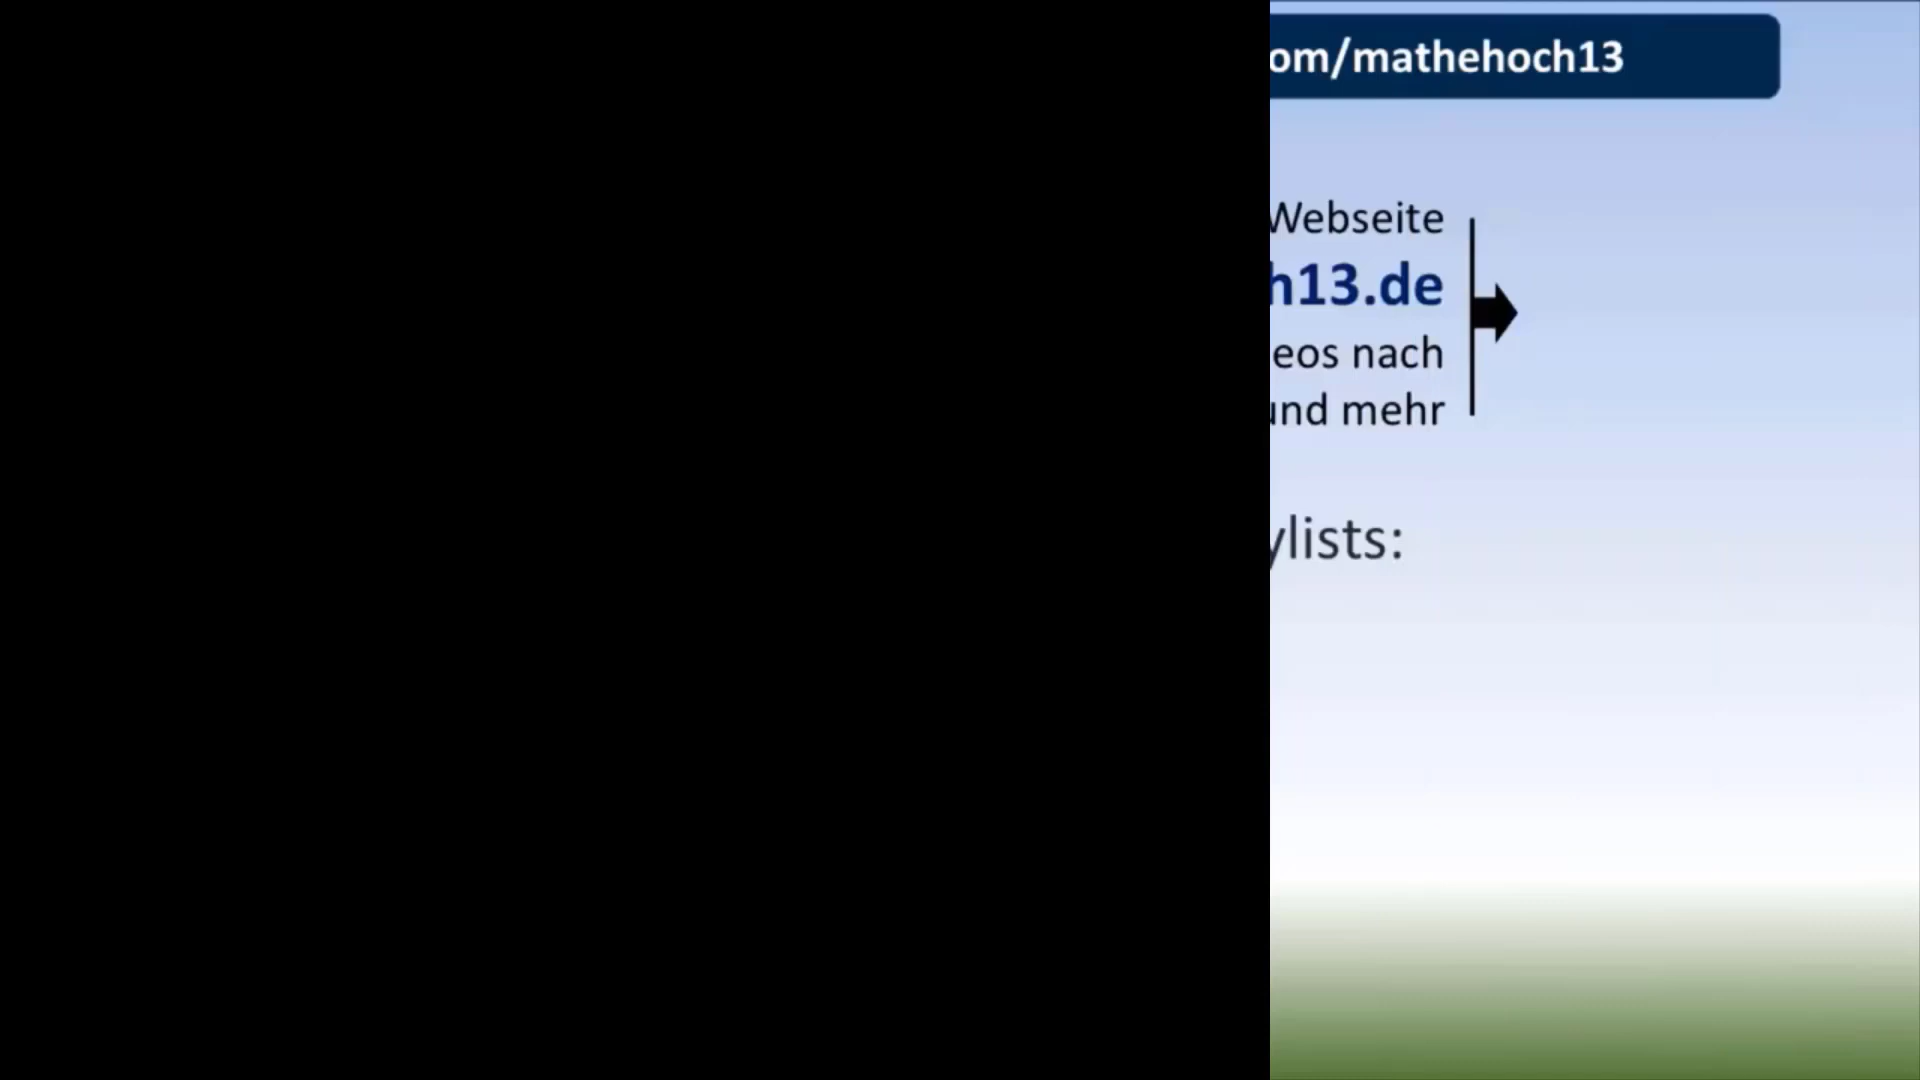 om/mathehoch13
Webseite
h13.de
eos nach
und mehr
ylists: